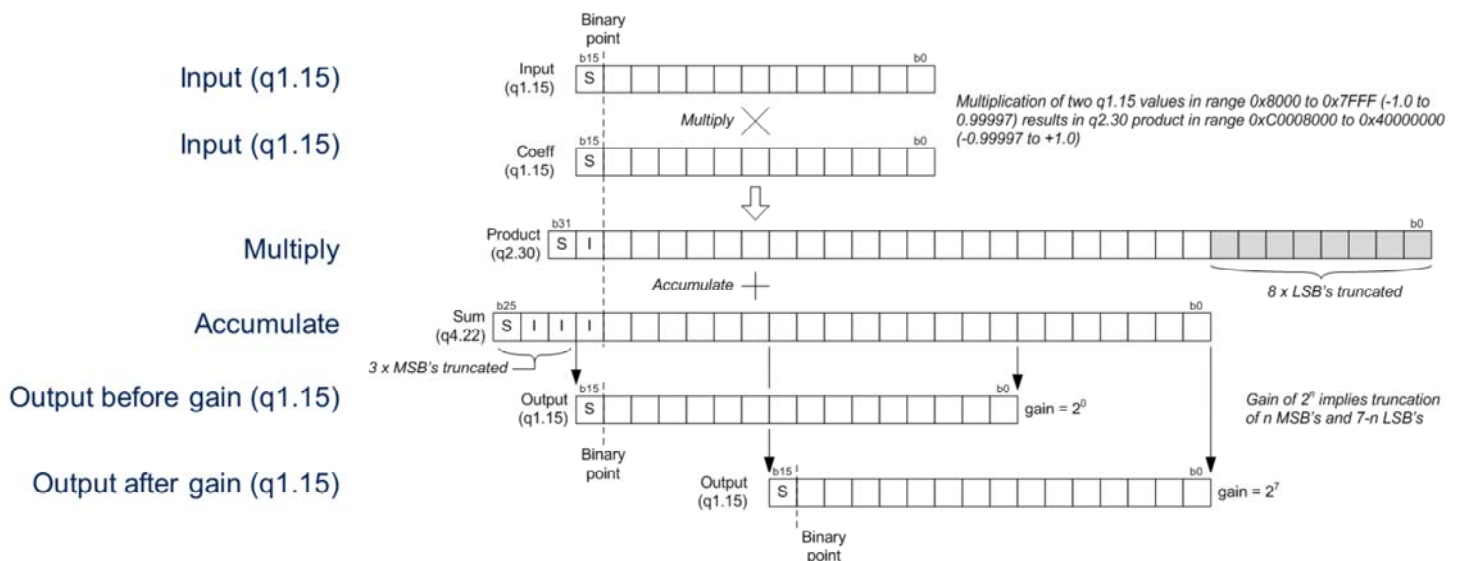 Binary
point
Input (q1.15)
Input
(q1.15)
b15
b0
S
Multiply
Multiplication of two q1.15 values in range 0x8000 to 0x7FFF (-1.0 to
0.99997) results in q2.30 product in range 0xC0008000 to 0x40000000
(-0.99997 to +1.0)
Input (q1.15)
Coeff
(q1.15)
b15
b0
S
Multiply
Product
(q2.30)
b31
b0
S I
Accumulate
8 x LSB's truncated
Accumulate
Sum
(q4.22)
b25
b0
S I I I
3 x MSB's truncated
Output before gain (q1.15)
Output
(q1.15)
b15
b0
S
gain = 2⁰
Gain of 2ⁿ implies truncation
of n MSB's and 7-n LSB's
Binary
point
Output after gain (q1.15)
Output
(q1.15)
b15
b0
S
gain = 2⁷
Binary
point